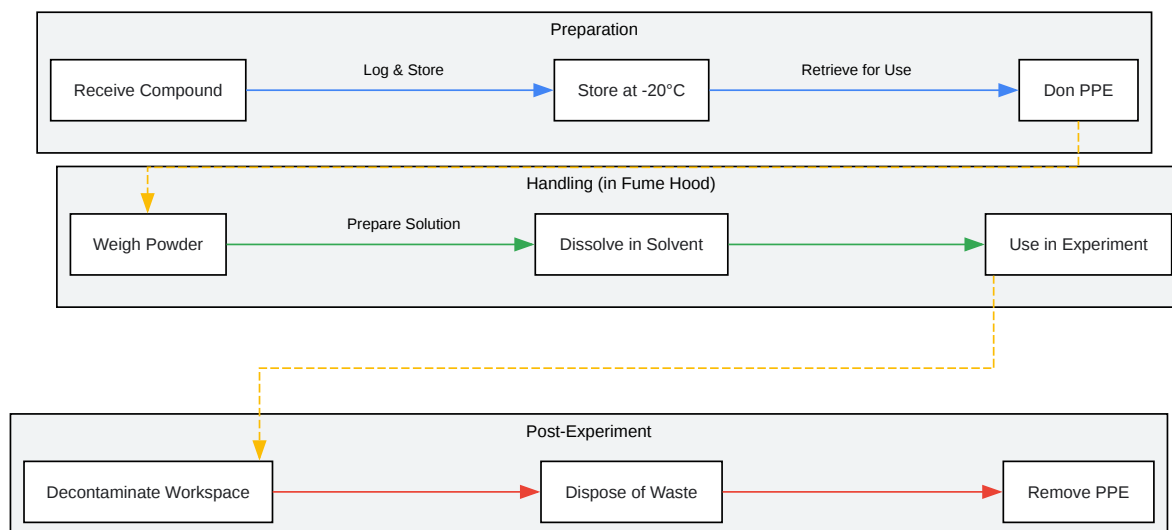 Preparation
Receive Compound
Log & Store
Store at -20°C
Retrieve for Use
Don PPE
Handling (in Fume Hood)
Weigh Powder
Prepare Solution
Dissolve in Solvent
Use in Experiment
Post-Experiment
Decontaminate Workspace
Dispose of Waste
Remove PPE